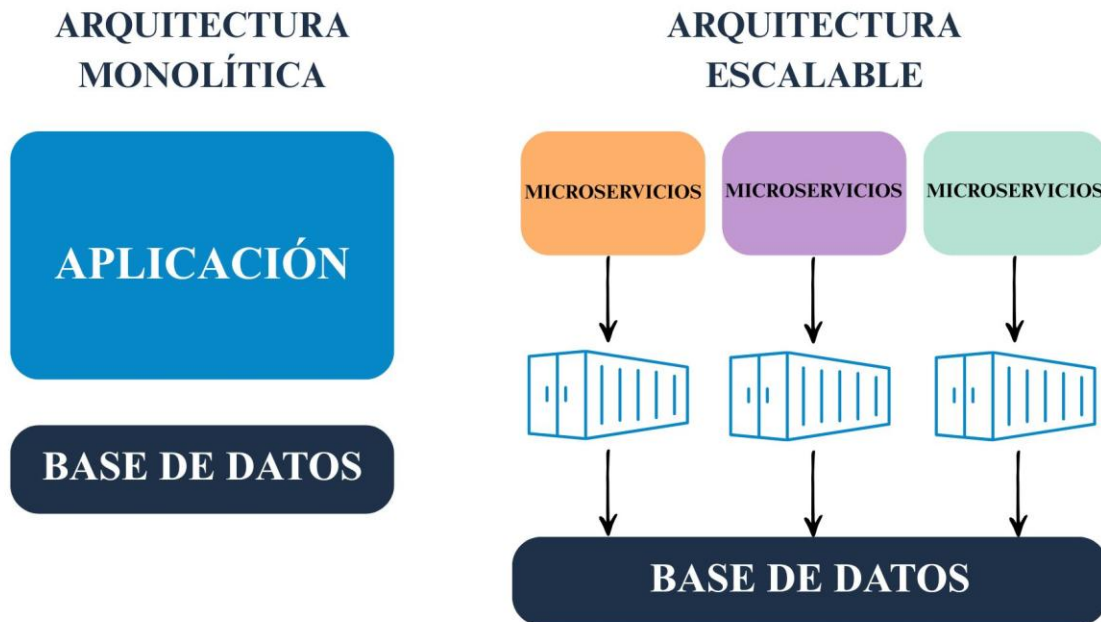 ARQUITECTURA
MONOLÍTICA
APLICACIÓN
BASE DE DATOS
ARQUITECTURA
ESCALABLE
MICROSERVICIOS
MICROSERVICIOS
MICROSERVICIOS
BASE DE DATOS